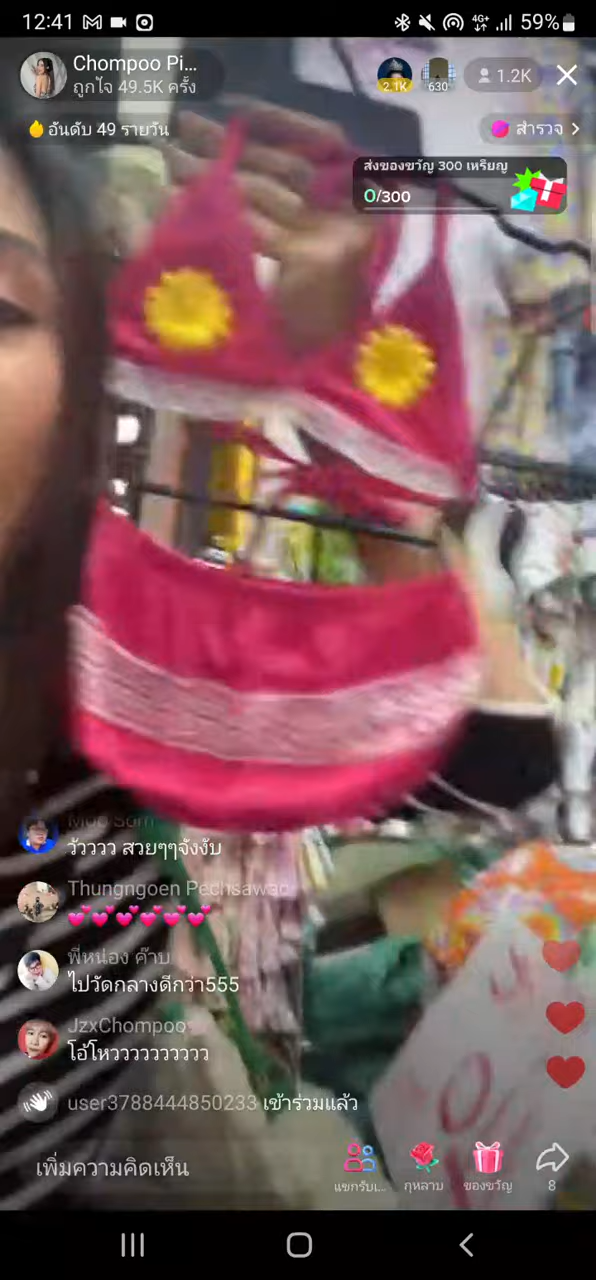 12:41
4G+
59%
Chompoo Pi...
ถูกใจ 49.5K ครั้ง
2.1K
630
1.2K
อันดับ 49 รายวัน
สำรวจ
ส่งของขวัญ 300 เหรียญ
0/300
Moo Som
วัวววว สวยๆๆจังงับ
Thungngoen Pechsawao
พี่หน่อง ค๊าบ
ไปวัดกลางดีกว่า555
JzxChompoo
โอ้โหวววววววววว
user3788444850233 เข้าร่วมแล้ว
เพิ่มความคิดเห็น
แขกรับเ...
กุหลาบ
ของขวัญ
8